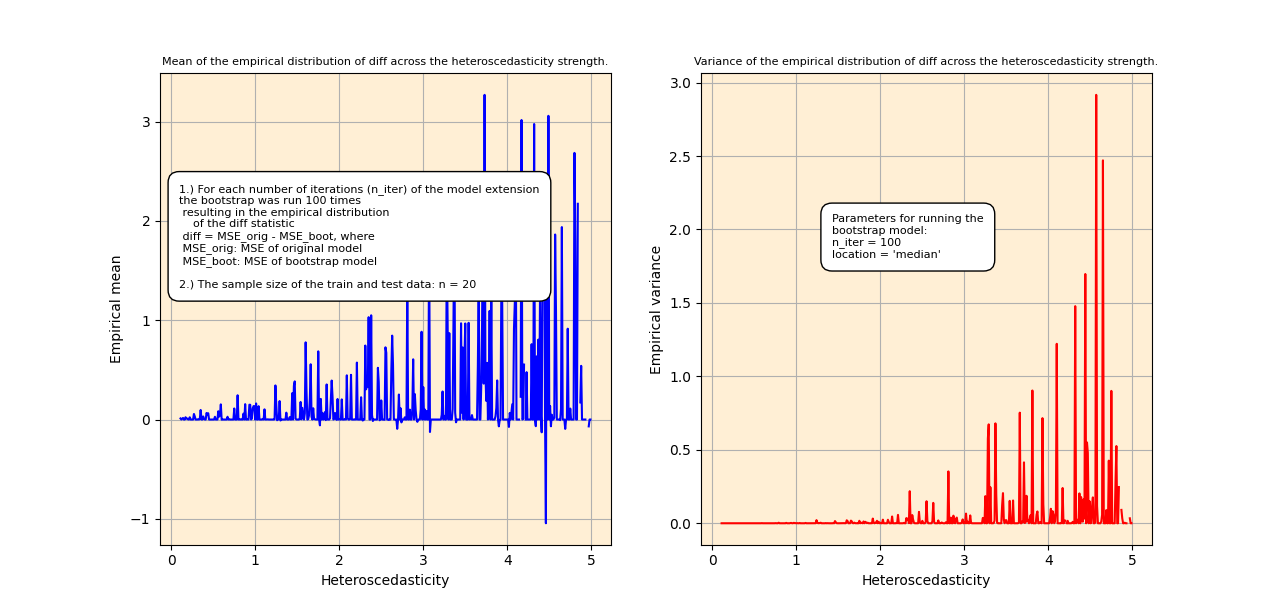 Mean of the empirical distribution of diff across the heteroscedasticity strength.
3
2
1
0
−1
0 1 2 3 4 5
Empirical mean
Heteroscedasticity
1.) For each number of iterations (n_iter) of the model extension
the bootstrap was run 100 times
resulting in the empirical distribution
of the diff statistic
diff = MSE_orig - MSE_boot, where
MSE_orig: MSE of original model
MSE_boot: MSE of bootstrap model
2.) The sample size of the train and test data: n = 20
Variance of the empirical distribution of diff across the heteroscedasticity strength.
3.0
2.5
2.0
1.5
1.0
0.5
0.0
0 1 2 3 4 5
Empirical variance
Heteroscedasticity
Parameters for running the
bootstrap model:
n_iter = 100
location = 'median'